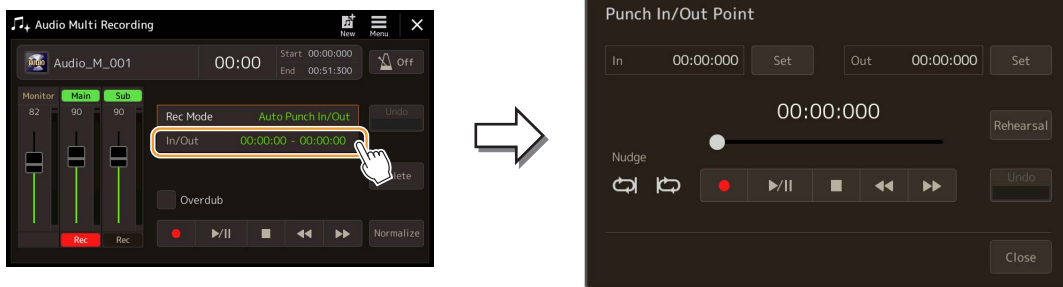 Audio Multi Recording
New
Menu
audio
Audio_M_001
00:00
Start 00:00:000
End 00:51:300
Off
Monitor Main Sub
82 90 90
Rec Mode Auto Punch In/Out
Undo
In/Out 00:00:00 - 00:00:00
lete
Overdub
Rec Rec
Normalize
Punch In/Out Point
In 00:00:000 Set
Out 00:00:000 Set
00:00:000
Rehearsal
Nudge
Undo
Close